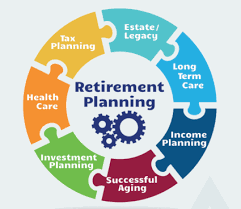 Retirement
Planning
Estate/
Legacy
Long
Term
Care
Income
Planning
Successful
Aging
Investment
Planning
Health
Care
Tax
Planning